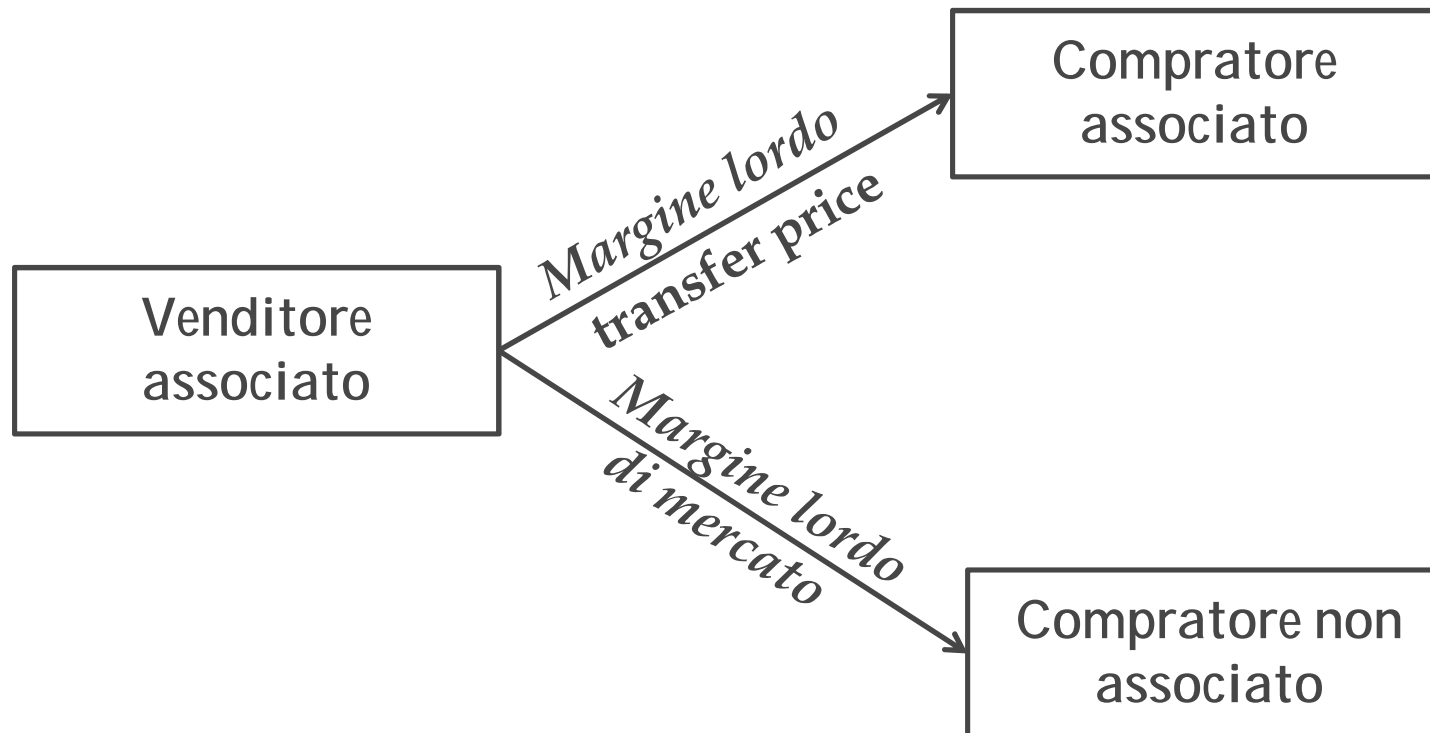 Compratore
associato
Margine lordo
transfer price
Venditore
associato
Margine lordo
di mercato
Compratore non
associato